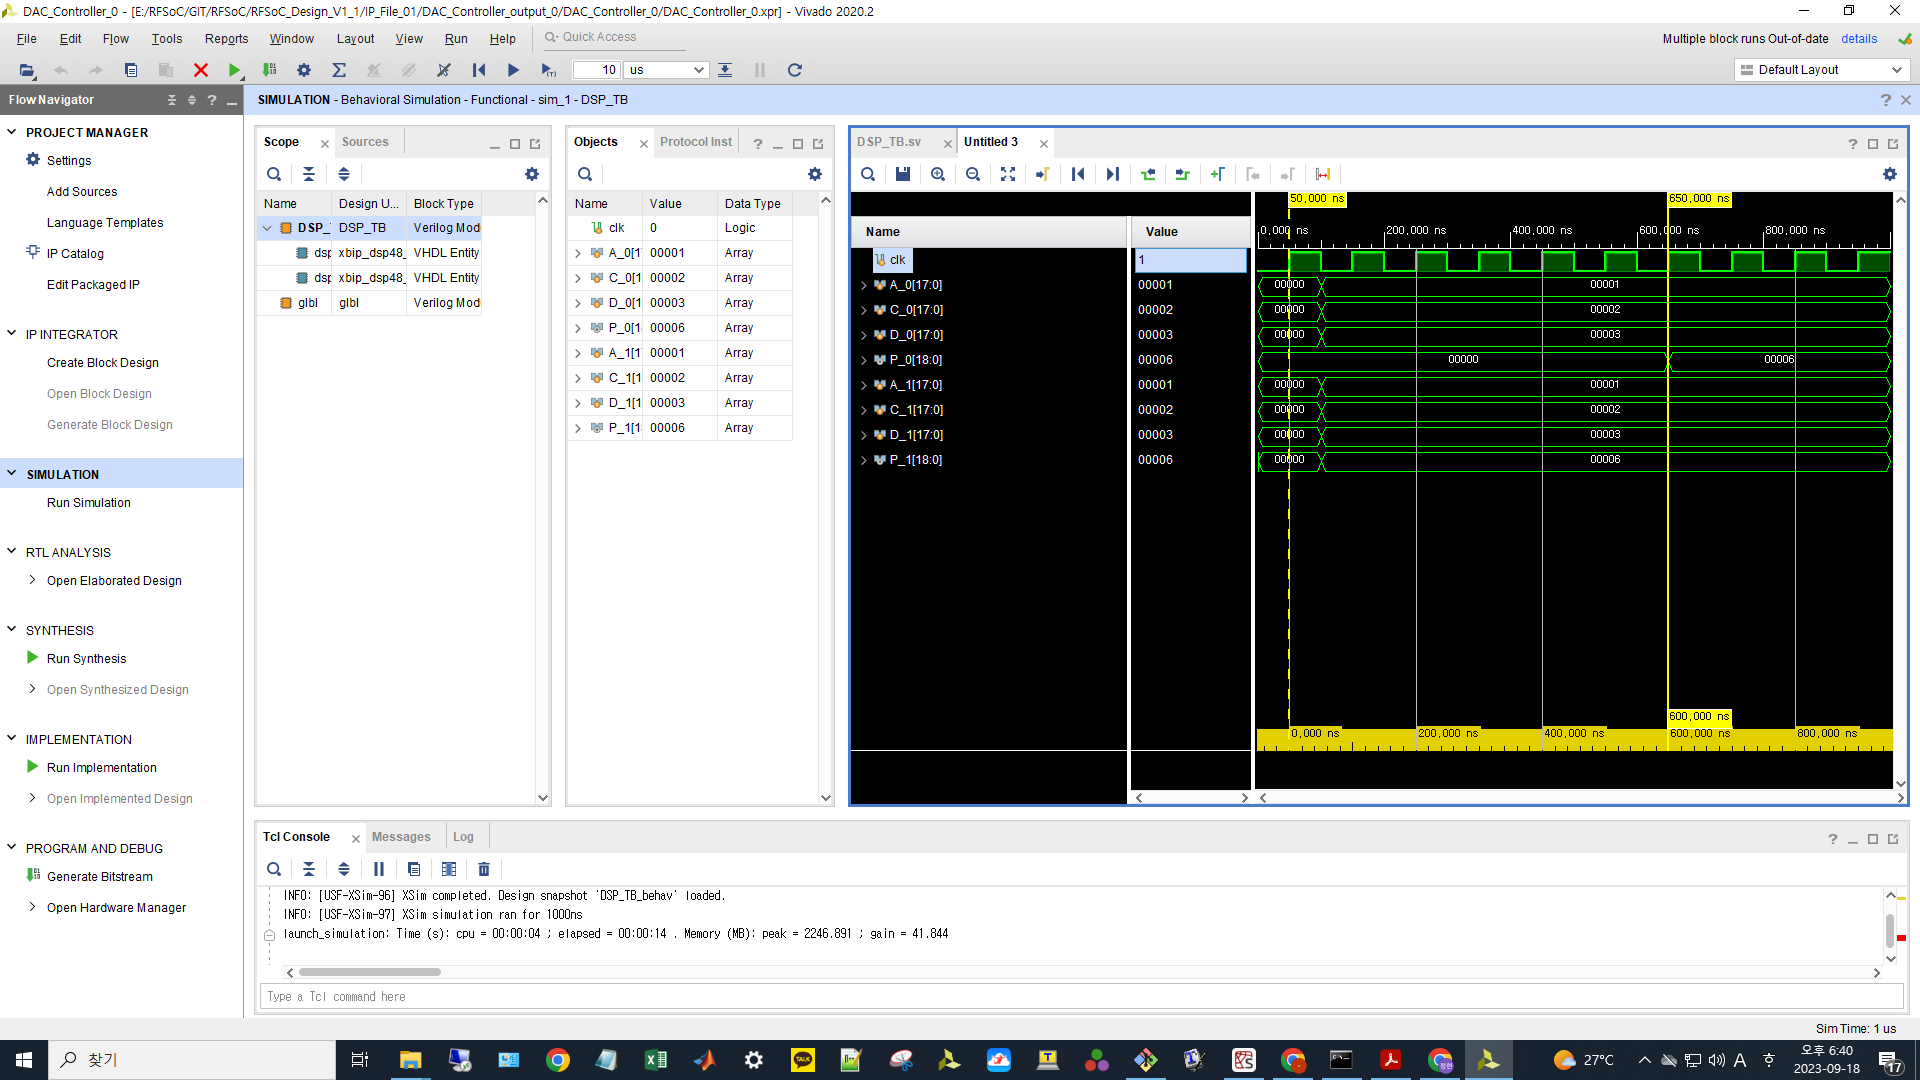 DAC_Controller_0 - [E:/RFSoC/GIT/RFSoC/RFSoC_Design_V1_1/IP_File_01/DAC_Controller_output_0/DAC_Controller_0/DAC_Controller_0.xpr] - Vivado 2020.2
File Edit Flow Tools Reports Window Layout View Run Help Quick Access
Multiple block runs Out-of-date details
10 us
Default Layout
Flow Navigator
SIMULATION - Behavioral Simulation - Functional - sim_1 - DSP_TB
PROJECT MANAGER
Settings
Add Sources
Language Templates
IP Catalog
Edit Packaged IP
IP INTEGRATOR
Create Block Design
Open Block Design
Generate Block Design
SIMULATION
Run Simulation
RTL ANALYSIS
Open Elaborated Design
SYNTHESIS
Run Synthesis
Open Synthesized Design
IMPLEMENTATION
Run Implementation
Open Implemented Design
PROGRAM AND DEBUG
Generate Bitstream
Open Hardware Manager
Scope Sources
Name Design U... Block Type
DSP_ DSP_TB Verilog Mod
dsp xbip_dsp48_ VHDL Entity
dsp xbip_dsp48_ VHDL Entity
glbl glbl Verilog Mod
Objects Protocol Inst
Name Value Data Type
clk 0 Logic
A_0[1 00001 Array
C_0[1 00002 Array
D_0[1 00003 Array
P_0[1 00006 Array
A_1[1 00001 Array
C_1[1 00002 Array
D_1[1 00003 Array
P_1[1 00006 Array
DSP_TB.sv Untitled 3
50,000 ns 650,000 ns
Name Value
0,000 ns 200,000 ns 400,000 ns 600,000 ns 800,000 ns
clk 1
A_0[17:0] 00001 00000 00001
C_0[17:0] 00002 00000 00002
D_0[17:0] 00003 00000 00003
P_0[18:0] 00006 00000 00006
A_1[17:0] 00001 00000 00001
C_1[17:0] 00002 00000 00002
D_1[17:0] 00003 00000 00003
P_1[18:0] 00006 00000 00006
600,000 ns
0,000 ns 200,000 ns 400,000 ns 600,000 ns 800,000 ns
Tcl Console Messages Log
INFO: [USF-XSim-96] XSim completed. Design snapshot 'DSP_TB_behav' loaded.
INFO: [USF-XSim-97] XSim simulation ran for 1000ns
launch_simulation: Time (s): cpu = 00:00:04 ; elapsed = 00:00:14 . Memory (MB): peak = 2246.891 ; gain = 41.844
Type a Tcl command here
Sim Time: 1 us
찾기
TALK
27°C
A
오후 6:40
2023-09-18
17